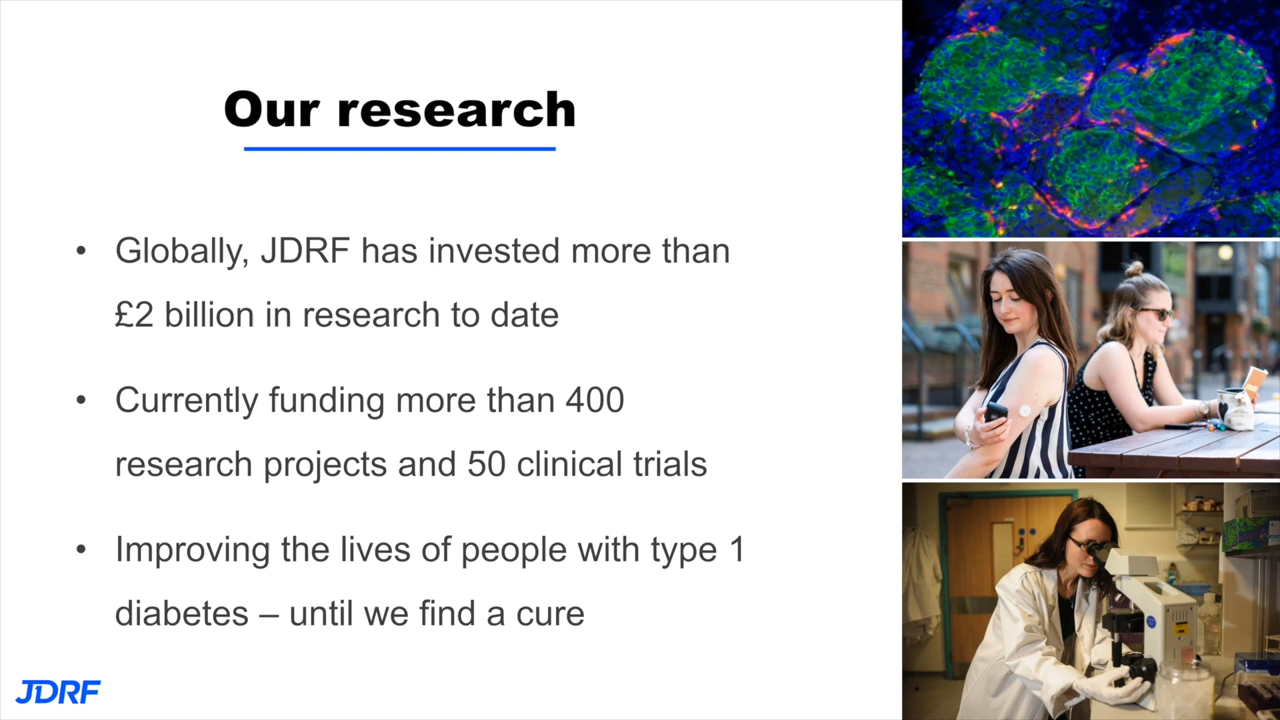 Our research
• Globally, JDRF has invested more than
£2 billion in research to date
• Currently funding more than 400
research projects and 50 clinical trials
• Improving the lives of people with type 1
diabetes – until we find a cure
JDRF